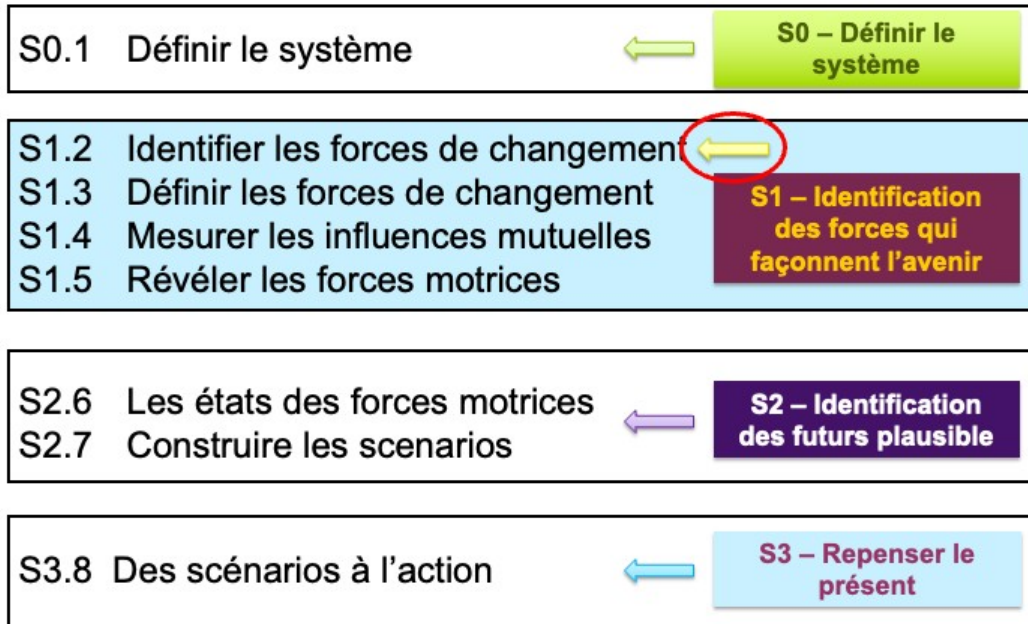 S0.1 Définir le système
S0 – Définir le
système
S1.2 Identifier les forces de changement
S1.3 Définir les forces de changement
S1.4 Mesurer les influences mutuelles
S1.5 Révéler les forces motrices
S1 – Identification
des forces qui
façonnent l’avenir
S2.6 Les états des forces motrices
S2.7 Construire les scenarios
S2 – Identification
des futurs plausible
S3.8 Des scénarios à l’action
S3 – Repenser le
présent